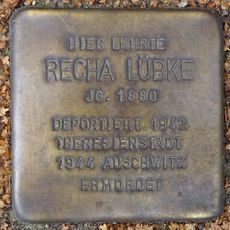 HIER LEHRTE
RECHA LÜBKE
JG. 1880
DEPORTIERT 1942
THERESIENSTADT
1944 AUSCHWITZ
ERMORDET